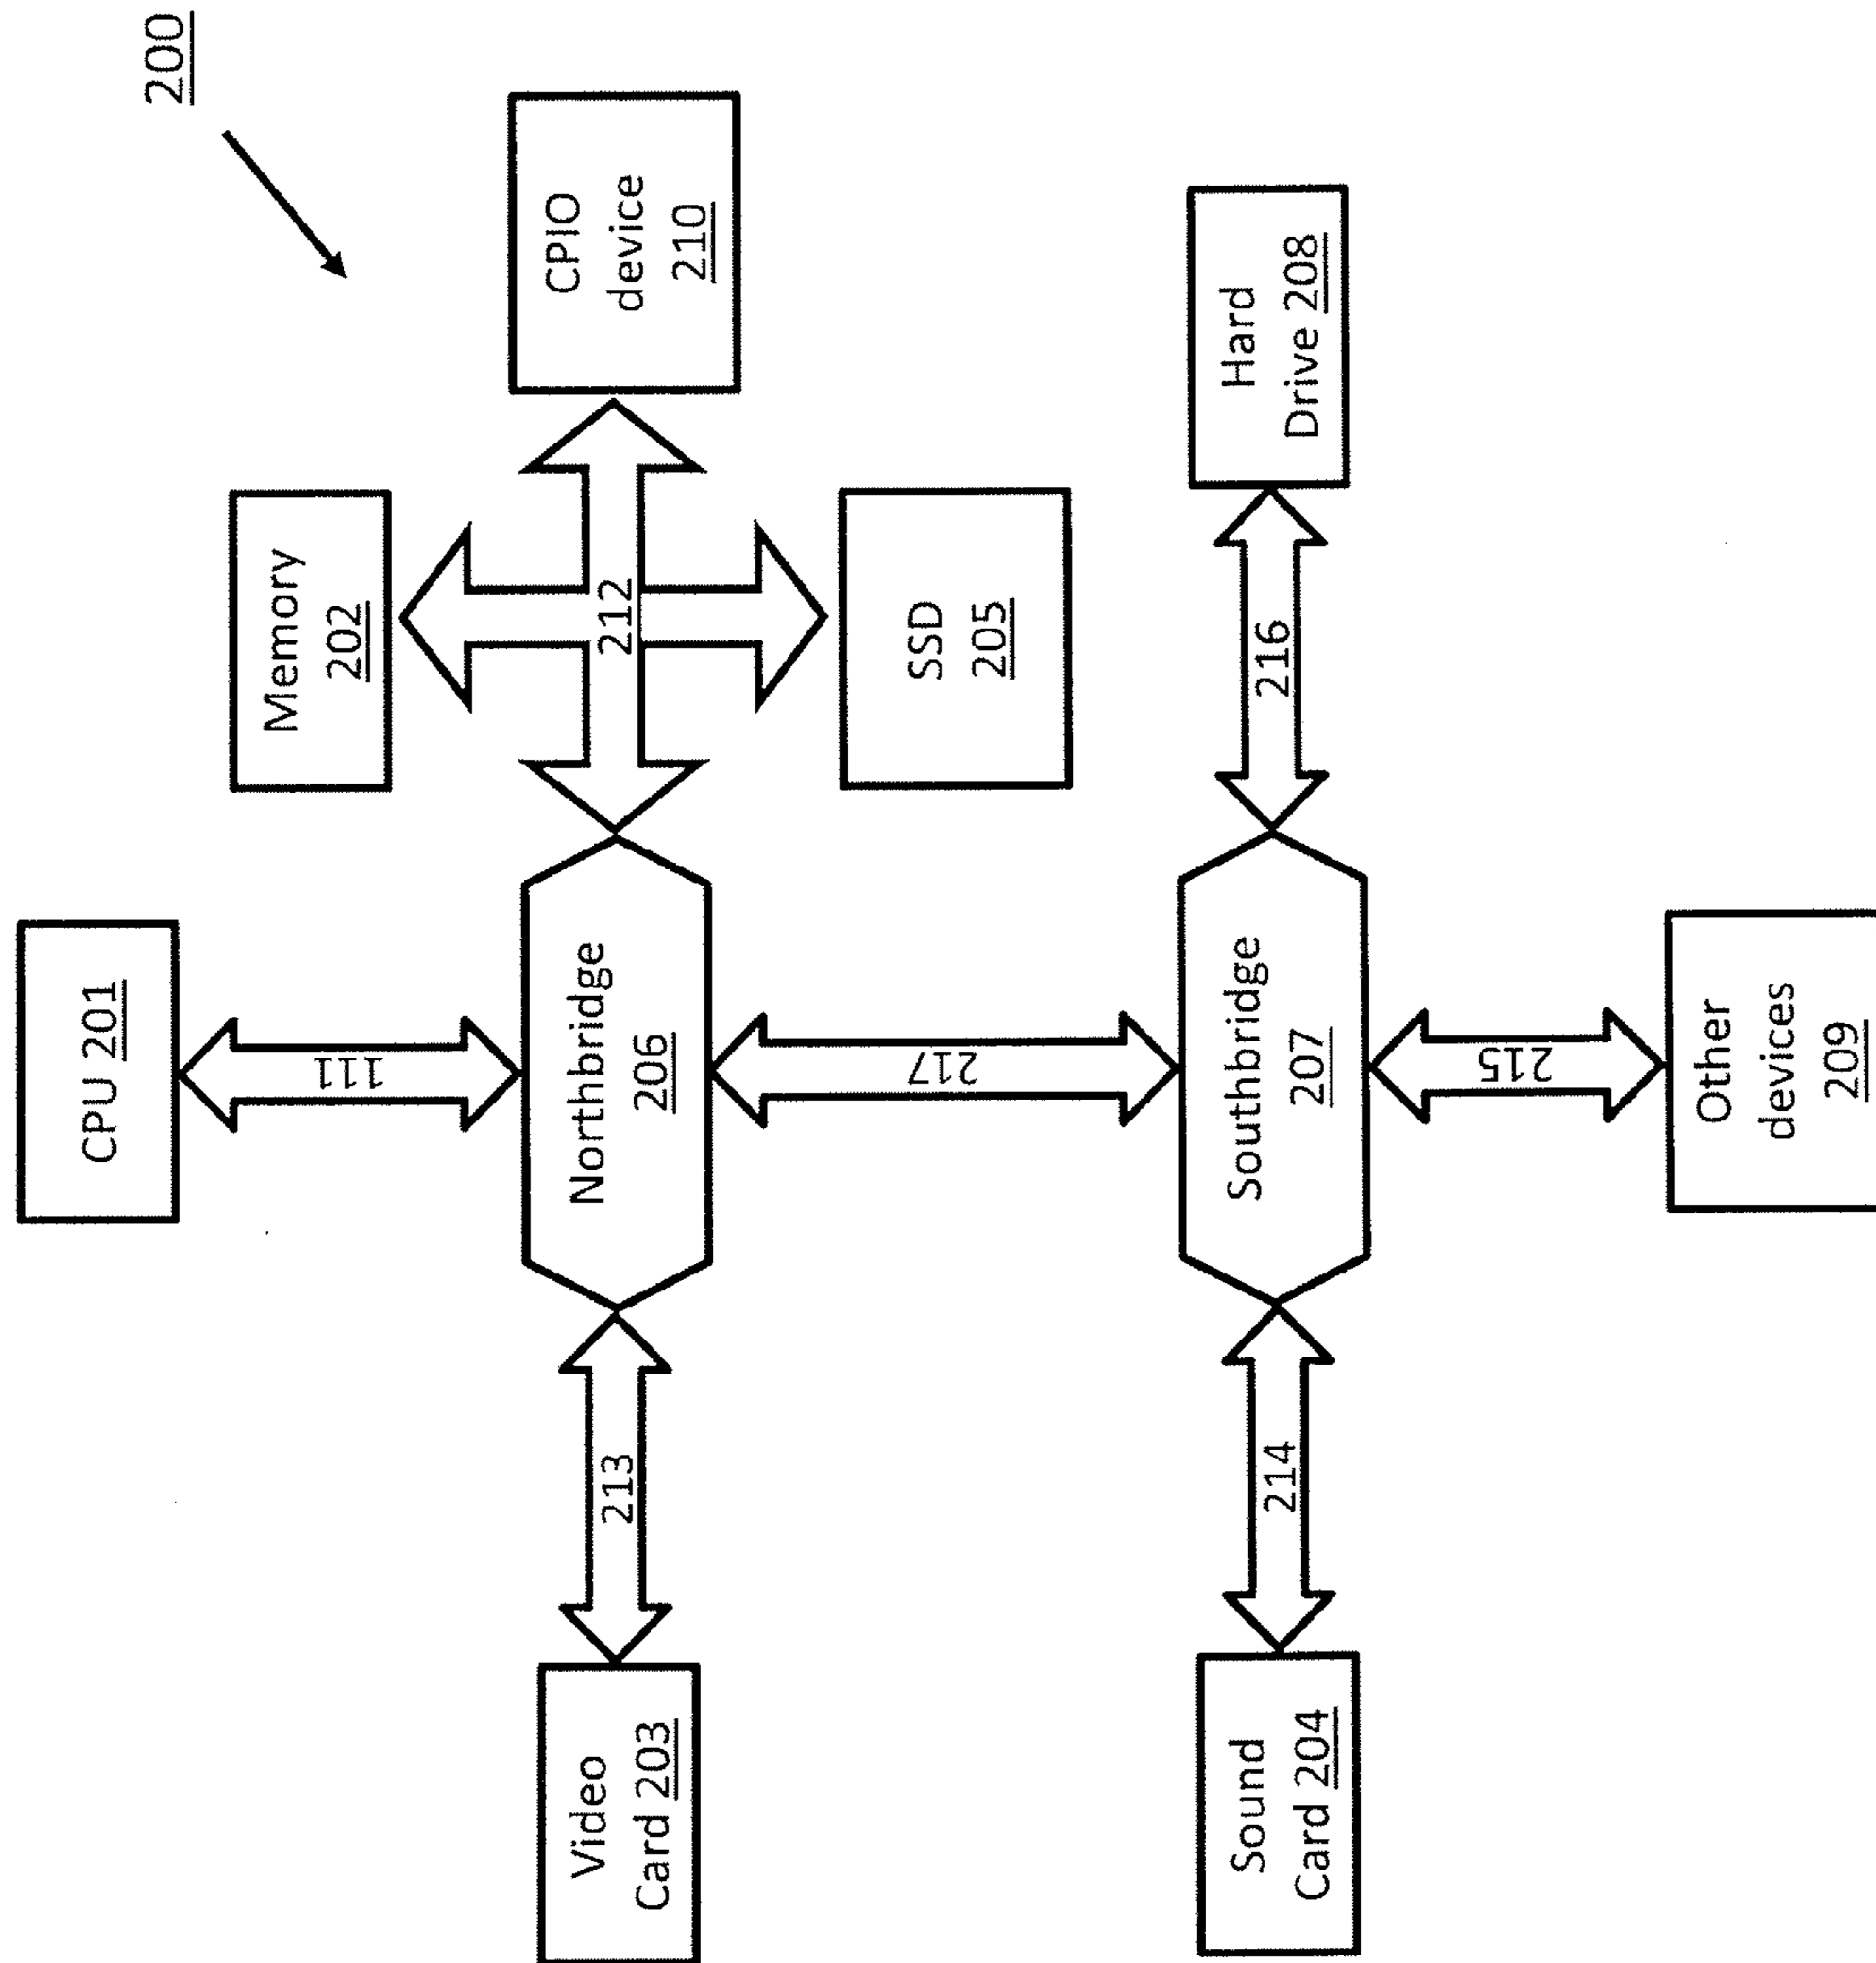 200
CPU 201
Memory
202
CPIO
device
210
111
212
Video
Card 203
213
Northbridge
206
SSD
205
217
Sound
Card 204
214
Southbridge
207
216
Hard
Drive 208
215
Other
devices
209